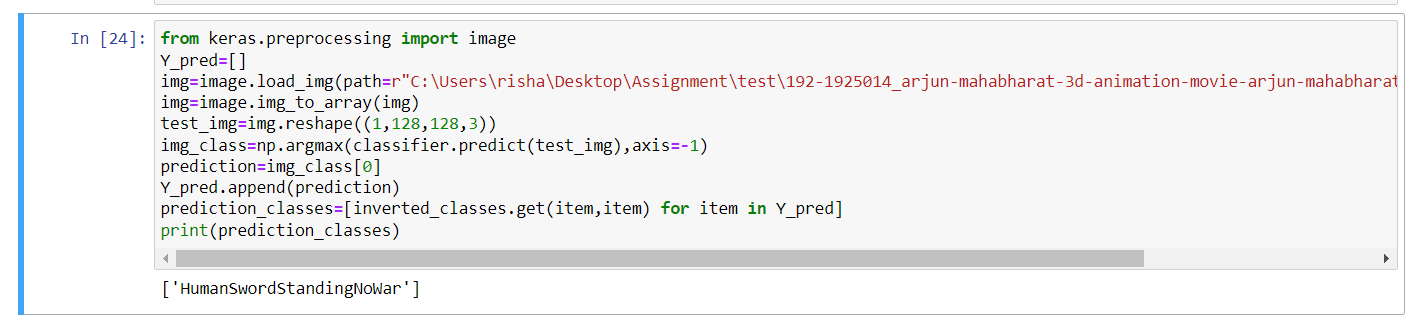 In [24]: from keras.preprocessing import image
Y_pred=[]
img=image.load_img(path=r"C:\Users\risha\Desktop\Assignment\test\192-1925014_arjun-mahabharat-3d-animation-movie-arjun-mahabharat
img=image.img_to_array(img)
test_img=img.reshape((1,128,128,3))
img_class=np.argmax(classifier.predict(test_img),axis=-1)
prediction=img_class[0]
Y_pred.append(prediction)
prediction_classes=[inverted_classes.get(item,item) for item in Y_pred]
print(prediction_classes)
['HumanSwordStandingNoWar']